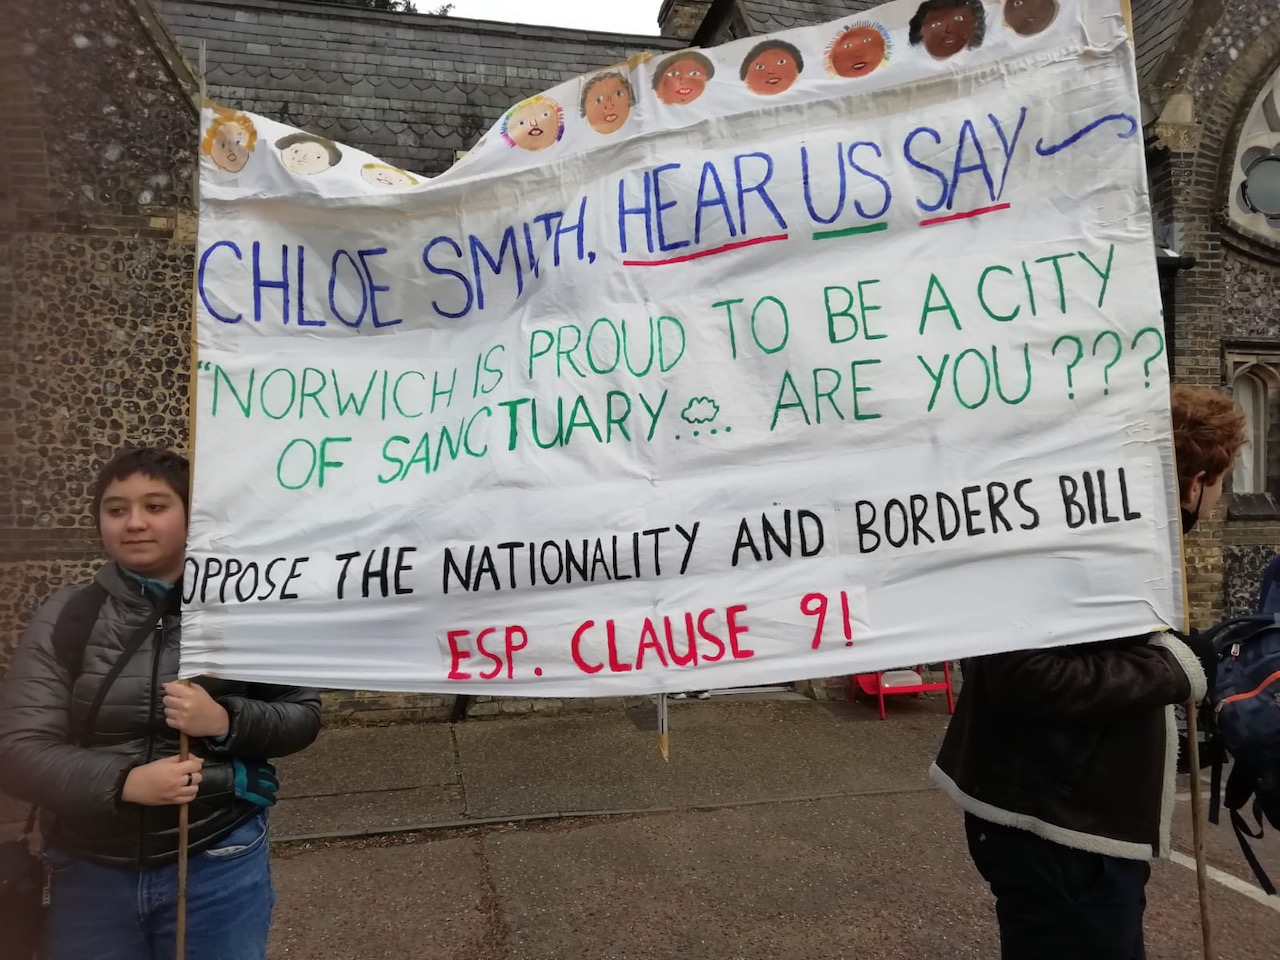 CHLOE SMITH, HEAR US SAY ~
"NORWICH IS PROUD TO BE A CITY
OF SANCTUARY.... ARE YOU???
OPPOSE THE NATIONALITY AND BORDERS BILL
ESP. CLAUSE 9!